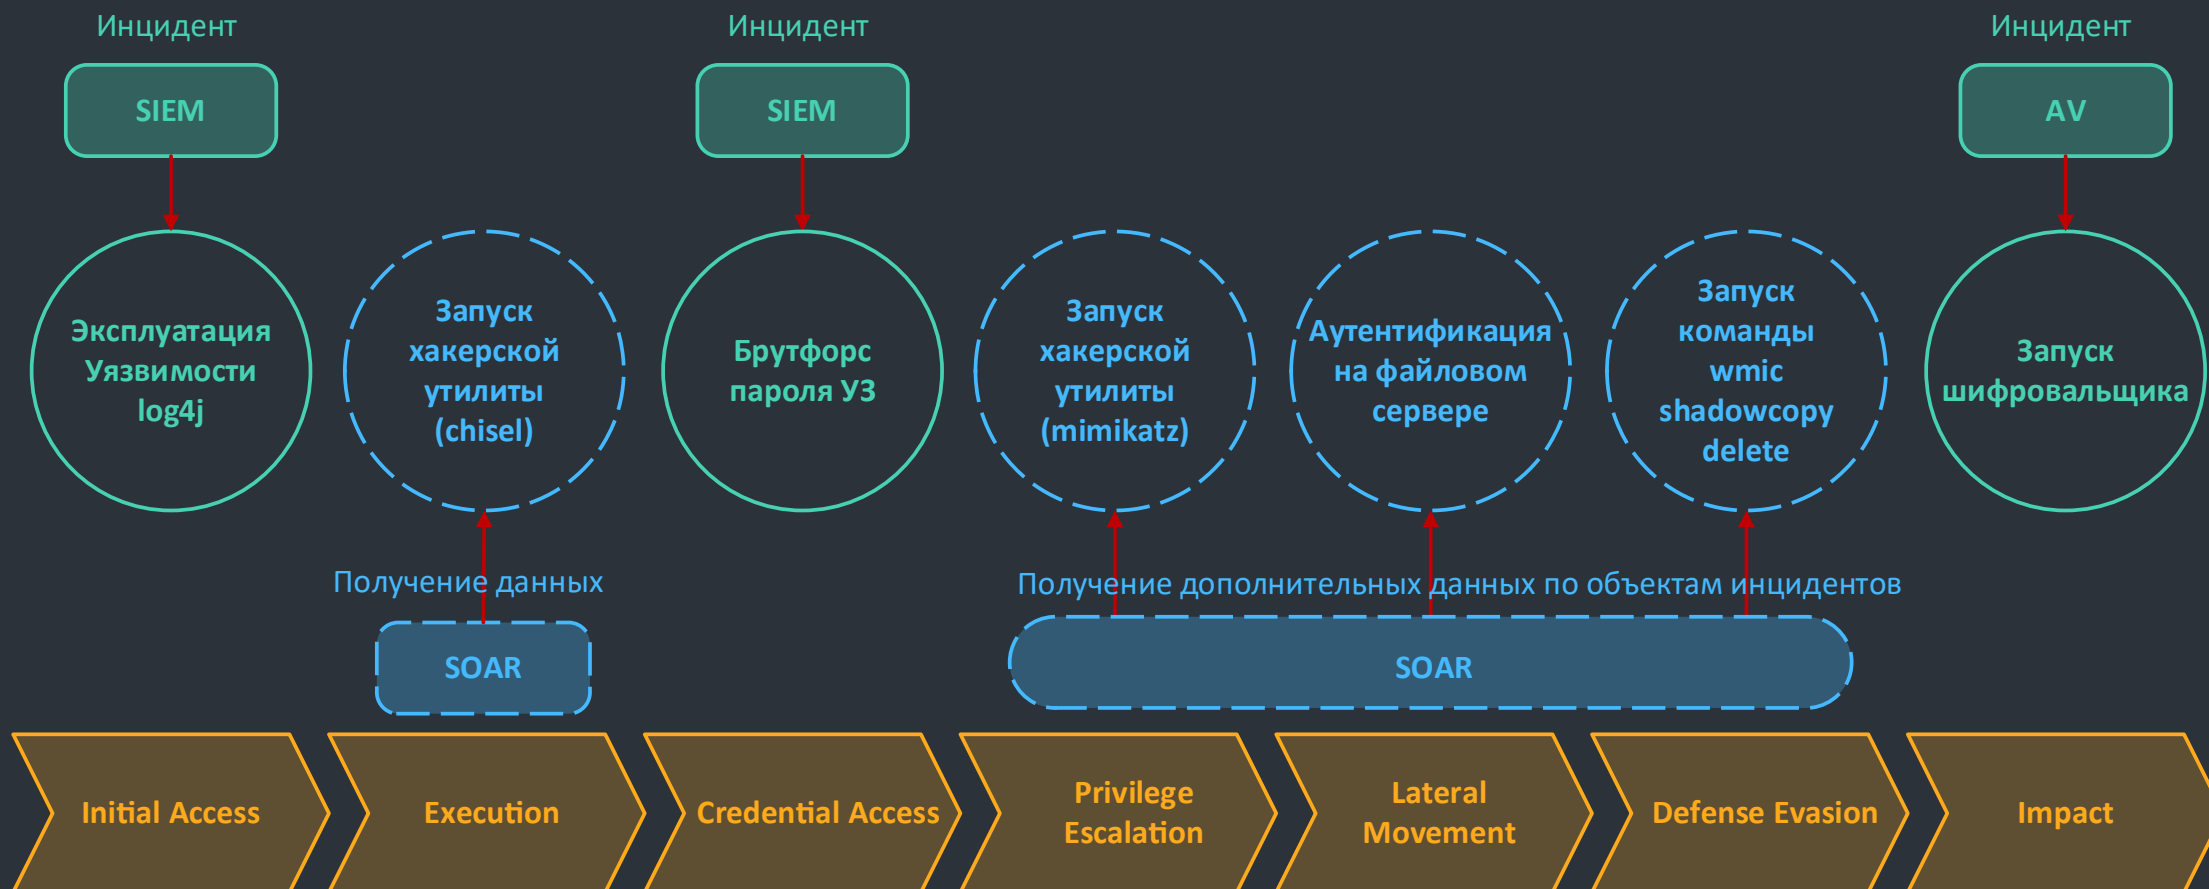 Инцидент
Инцидент
Инцидент
SIEM
SIEM
AV
Эксплуатация
Уязвимости
log4j
Запуск
хакерской
утилиты
(chisel)
Брутфорс
пароля УЗ
Запуск
хакерской
утилиты
(mimikatz)
Аутентификация
на файловом
сервере
Запуск
команды
wmic
shadowcopy
delete
Запуск
шифровальщика
Получение данных
Получение дополнительных данных по объектам инцидентов
SOAR
SOAR
Initial Access
Execution
Credential Access
Privilege
Escalation
Lateral
Movement
Defense Evasion
Impact